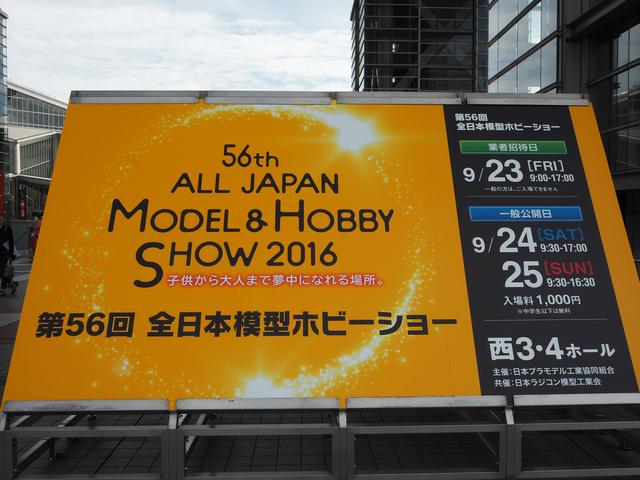 56th
ALL JAPAN
MODEL & HOBBY
SHOW 2016
子供から大人まで夢中になれる場所。
第56回 全日本模型ホビーショー
第56回
全日本模型ホビーショー
業者招待日
9/23[FRI]
9:00-17:00
一般の方は、ご入場できません
一般公開日
9/24[SAT]
9:30-17:00
25[SUN]
9:30-16:30
入場料 1,000円
※中学生以下は無料
西3・4ホール
主催:日本プラモデル工業協同組合
共催:日本ラジコン模型工業会